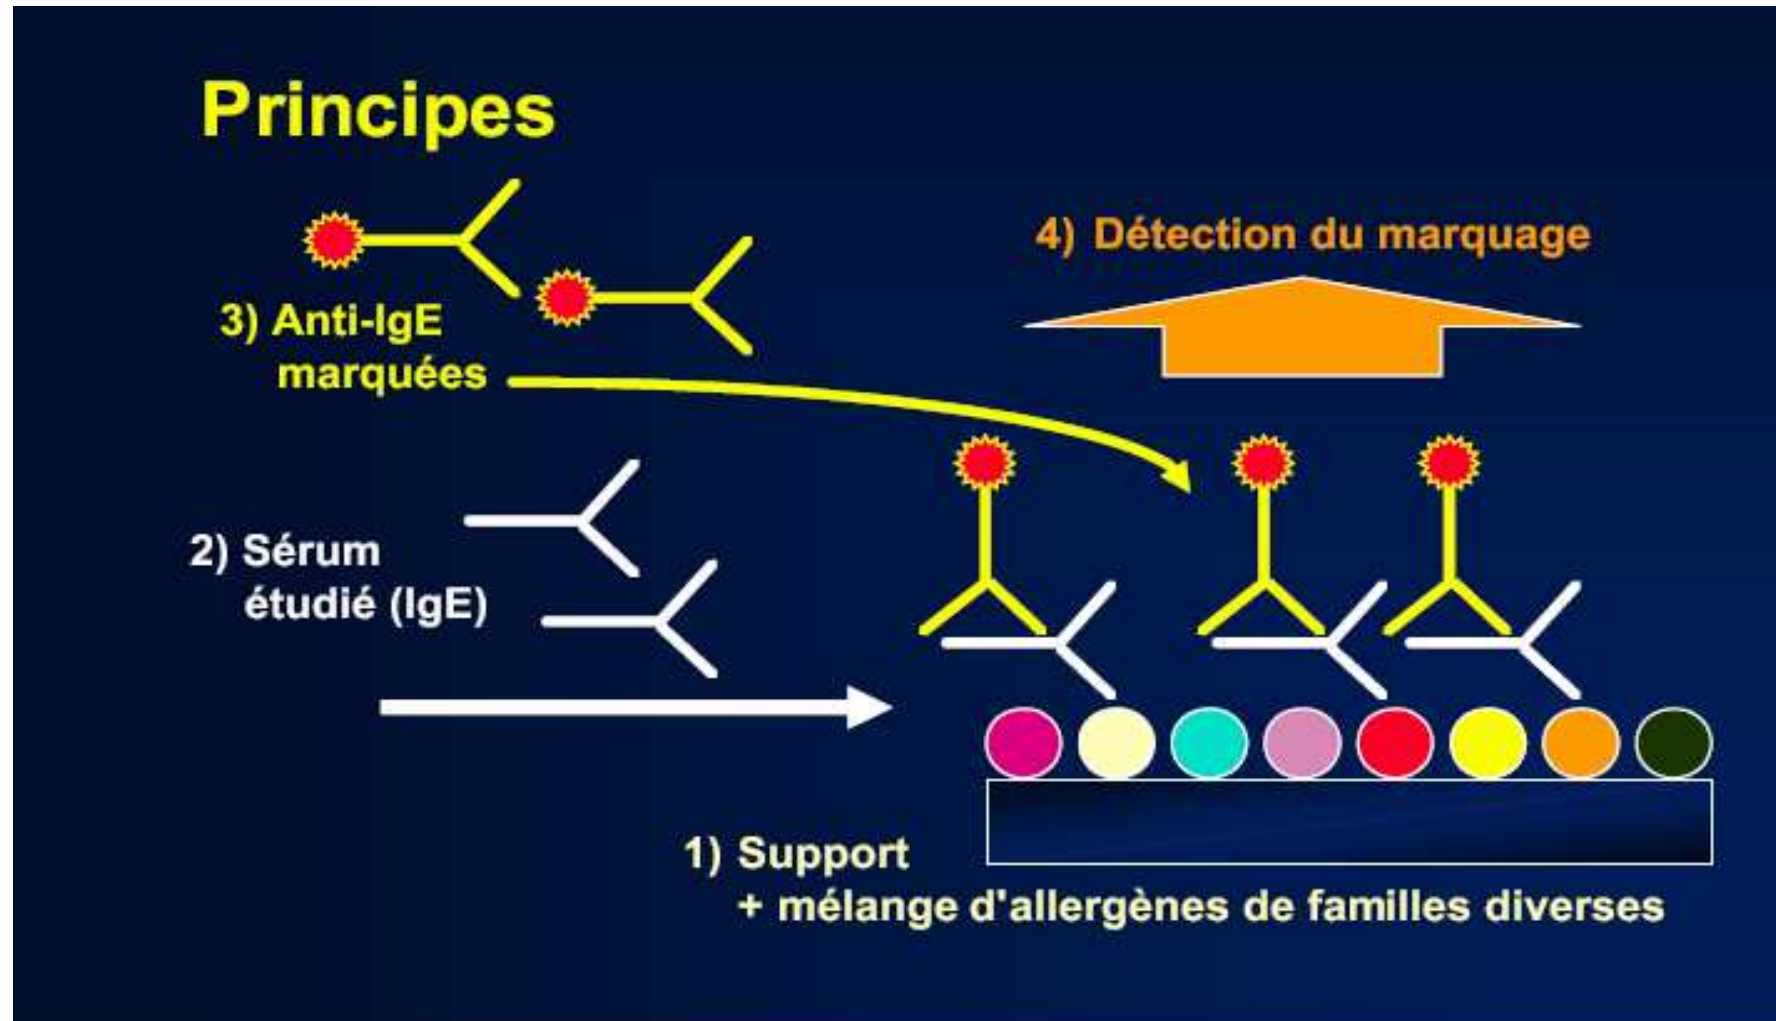 Principes
3) Anti-IgE
marquées
4) Détection du marquage
2) Sérum
étudié (IgE)
1) Support
+ mélange d'allergènes de familles diverses